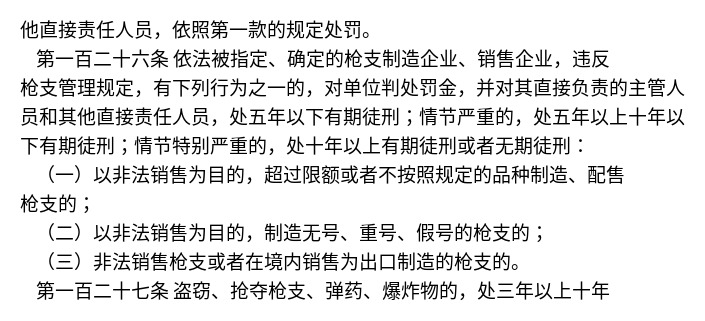 他直接责任人员，依照第一款的规定处罚。
第一百二十六条 依法被指定、确定的枪支制造企业、销售企业，违反
枪支管理规定，有下列行为之一的，对单位判处罚金，并对其直接负责的主管人
员和其他直接责任人员，处五年以下有期徒刑；情节严重的，处五年以上十年以
下有期徒刑；情节特别严重的，处十年以上有期徒刑或者无期徒刑：
（一）以非法销售为目的，超过限额或者不按照规定的品种制造、配售
枪支的；
（二）以非法销售为目的，制造无号、重号、假号的枪支的；
（三）非法销售枪支或者在境内销售为出口制造的枪支的。
第一百二十七条 盗窃、抢夺枪支、弹药、爆炸物的，处三年以上十年